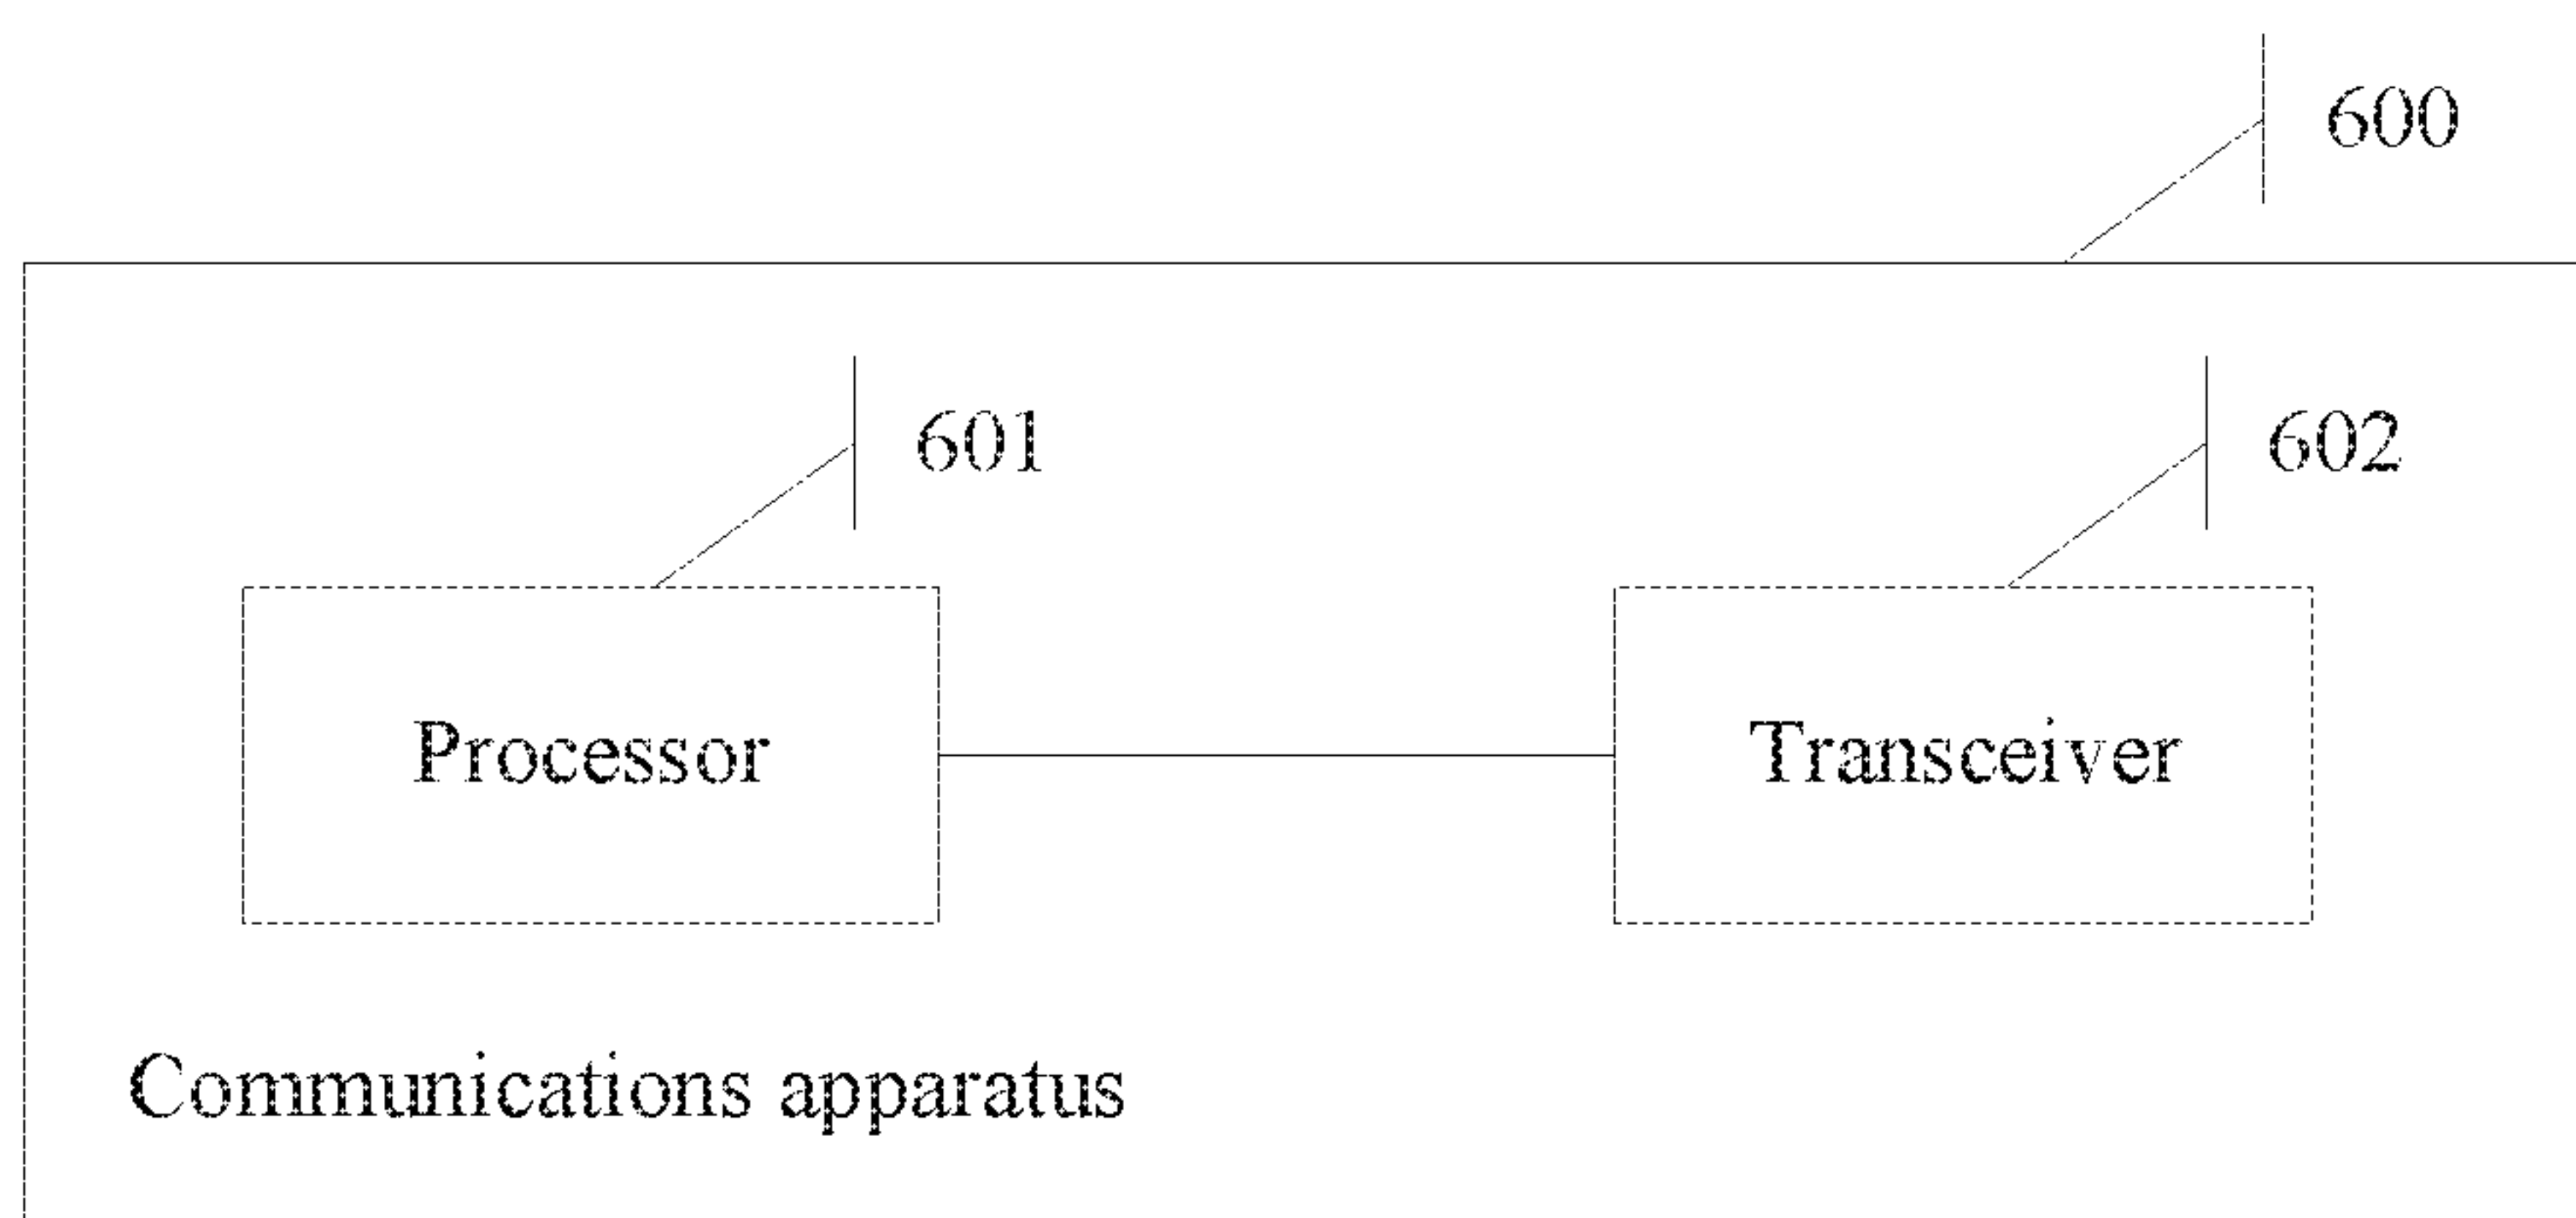 600
601
602
Processor
Transceiver
Communications apparatus